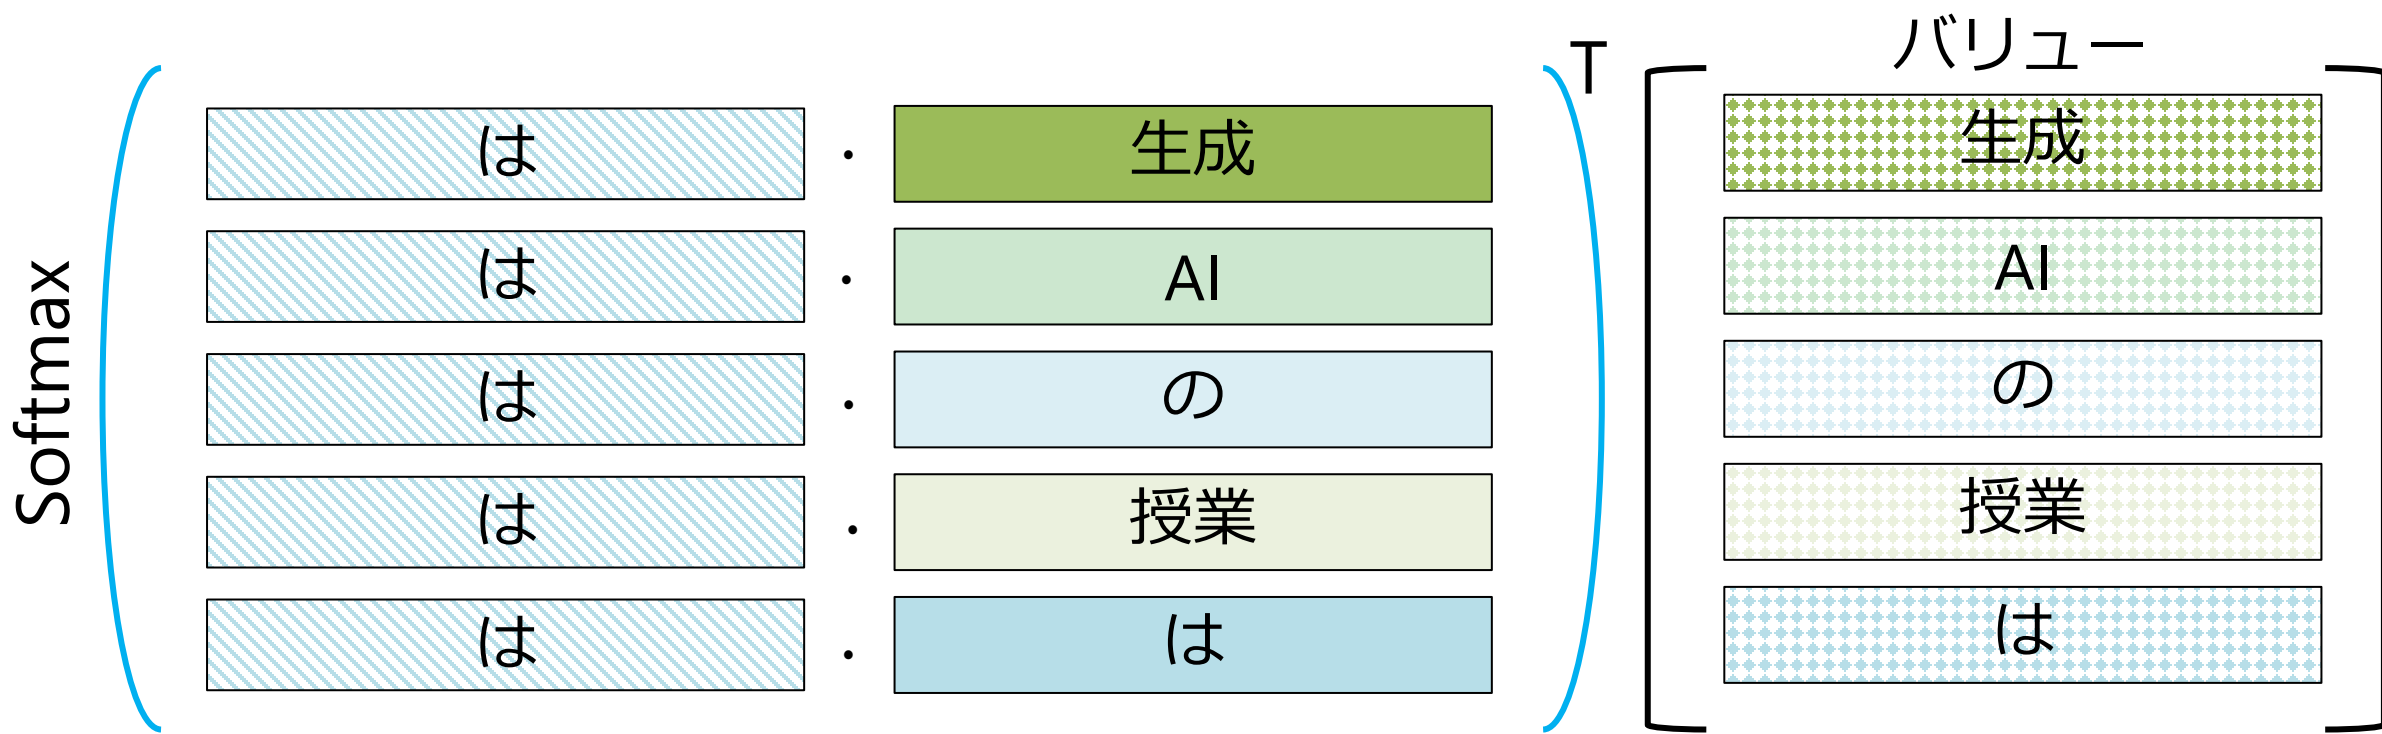 Softmax
T
バリュー
は ・ 生成 生成
は ・ AI AI
は ・ の の
は ・ 授業 授業
は ・ は は